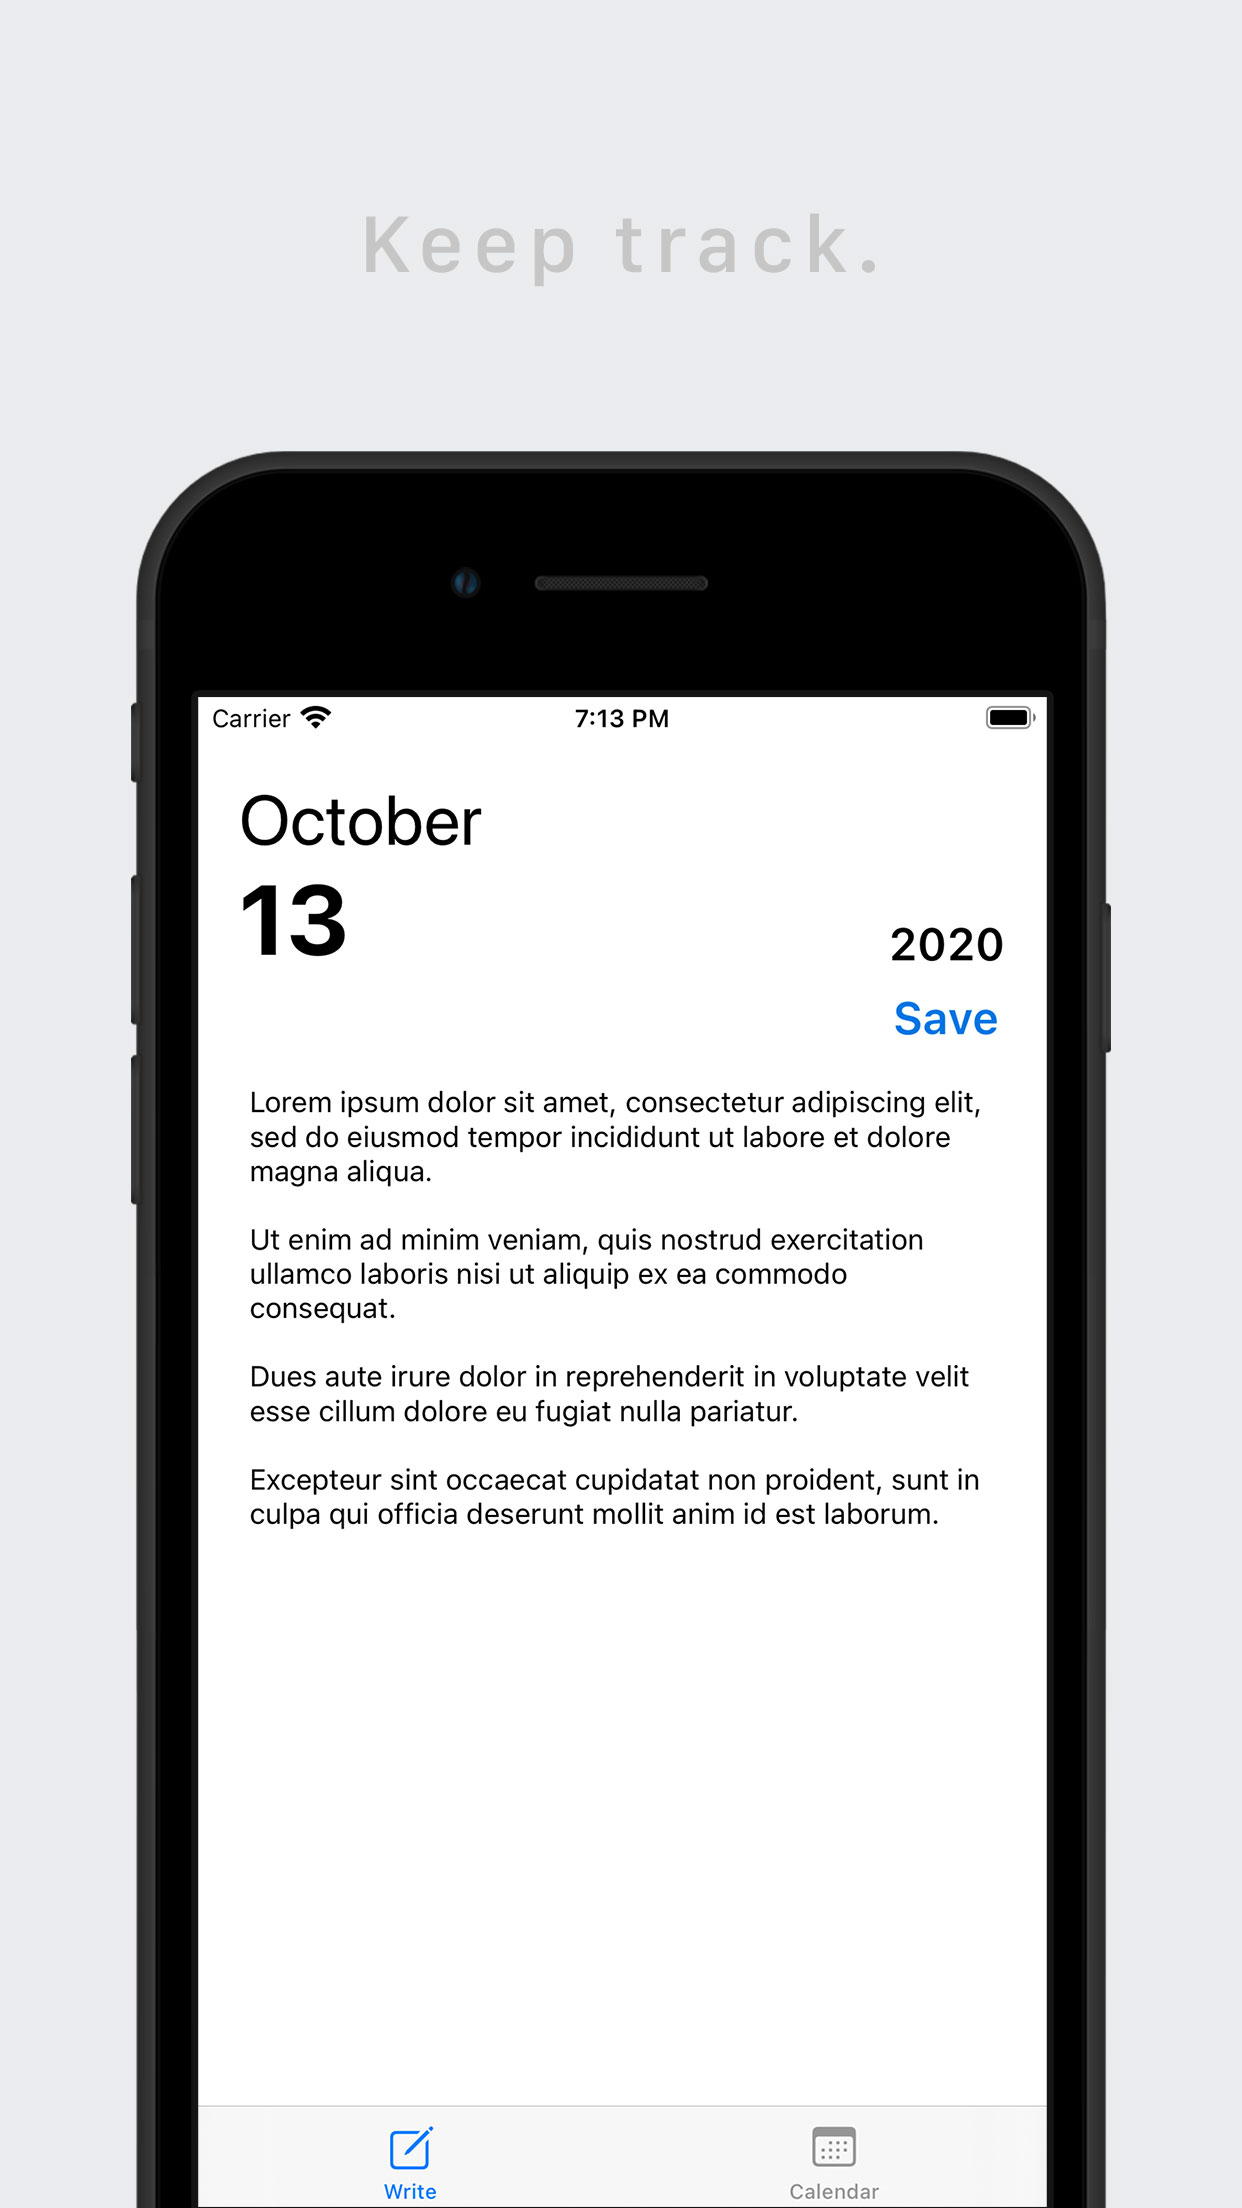 Keep track.
Carrier 7:13 PM
October
13
2020
Save
Lorem ipsum dolor sit amet, consectetur adipiscing elit,
sed do eiusmod tempor incididunt ut labore et dolore
magna aliqua.
Ut enim ad minim veniam, quis nostrud exercitation
ullamco laboris nisi ut aliquip ex ea commodo
consequat.
Dues aute irure dolor in reprehenderit in voluptate velit
esse cillum dolore eu fugiat nulla pariatur.
Excepteur sint occaecat cupidatat non proident, sunt in
culpa qui officia deserunt mollit anim id est laborum.
Write Calendar